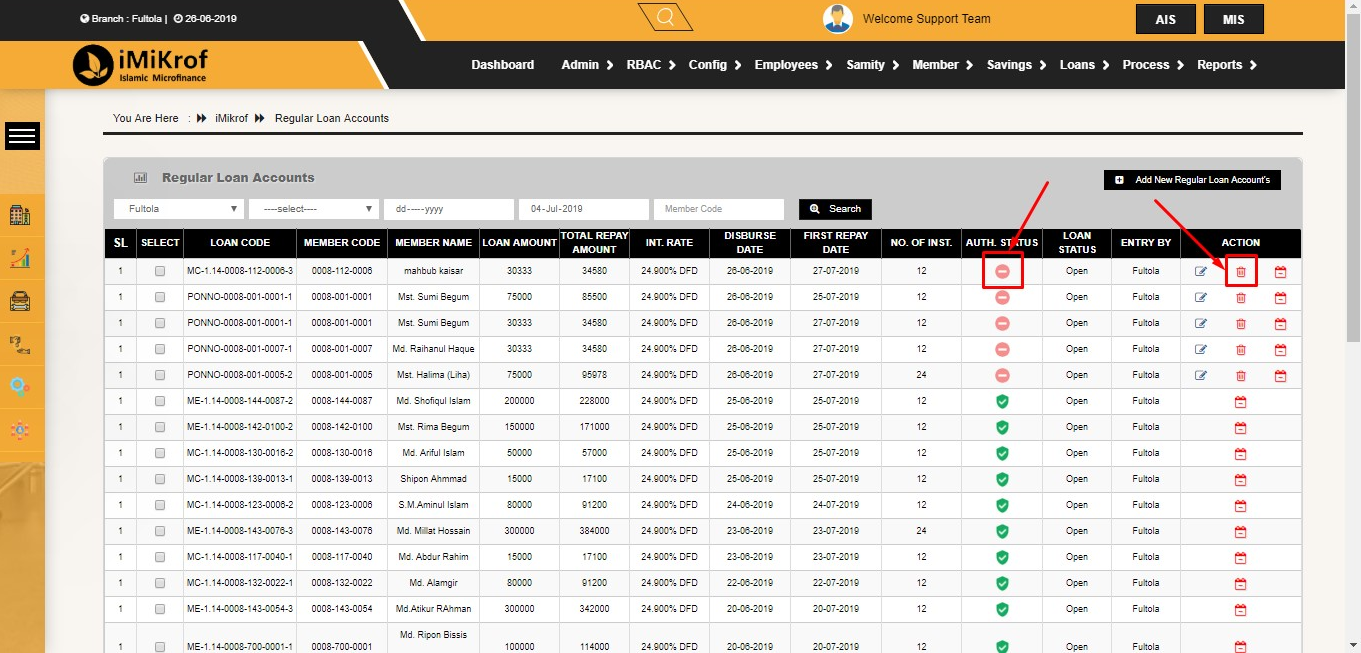 Branch : Fultola | 26-06-2019
Welcome Support Team
AIS
MIS
iMiKrof
Islamic Microfinance
Dashboard Admin RBAC Config Employees Samity Member Savings Loans Process Reports
You Are Here : iMikrof Regular Loan Accounts
Regular Loan Accounts
Add New Regular Loan Account's
Fultola ----select---- dd-----yyyy 04-Jul-2019 Member Code Search
SL SELECT LOAN CODE MEMBER CODE MEMBER NAME LOAN AMOUNT TOTAL REPAY AMOUNT INT. RATE DISBURSE DATE FIRST REPAY DATE NO. OF INST. AUTH. STATUS LOAN STATUS ENTRY BY ACTION
1 MC-1.14-0008-112-0006-3 0008-112-0006 mahbub kaisar 30333 34580 24.900% DFD 26-06-2019 27-07-2019 12 Open Fultola
1 PONNO-0008-001-0001-1 0008-001-0001 Mst. Sumi Begum 75000 85500 24.900% DFD 26-06-2019 25-07-2019 12 Open Fultola
1 PONNO-0008-001-0001-1 0008-001-0001 Mst. Sumi Begum 30333 34580 24.900% DFD 26-06-2019 27-07-2019 12 Open Fultola
1 PONNO-0008-001-0007-1 0008-001-0007 Md. Raihanul Haque 30333 34580 24.900% DFD 26-06-2019 27-07-2019 12 Open Fultola
1 PONNO-0008-001-0005-2 0008-001-0005 Mst. Halima (Liha) 75000 95978 24.900% DFD 26-06-2019 27-07-2019 24 Open Fultola
1 ME-1.14-0008-144-0087-2 0008-144-0087 Md. Shofiqul Islam 200000 228000 24.900% DFD 25-06-2019 25-07-2019 12 Open Fultola
1 ME-1.14-0008-142-0100-2 0008-142-0100 Mst. Rima Begum 150000 171000 24.900% DFD 25-06-2019 25-07-2019 12 Open Fultola
1 MC-1.14-0008-130-0016-2 0008-130-0016 Md. Ariful Islam 50000 57000 24.900% DFD 25-06-2019 25-07-2019 12 Open Fultola
1 MC-1.14-0008-139-0013-1 0008-139-0013 Shipon Ahmmad 15000 17100 24.900% DFD 25-06-2019 25-07-2019 12 Open Fultola
1 MC-1.14-0008-123-0006-2 0008-123-0006 S.M.Aminul Islam 80000 91200 24.900% DFD 24-06-2019 24-07-2019 12 Open Fultola
1 ME-1.14-0008-143-0076-3 0008-143-0076 Md. Millat Hossain 300000 384000 24.900% DFD 23-06-2019 23-07-2019 24 Open Fultola
1 MC-1.14-0008-117-0040-1 0008-117-0040 Md. Abdur Rahim 15000 17100 24.900% DFD 23-06-2019 23-07-2019 12 Open Fultola
1 MC-1.14-0008-132-0022-1 0008-132-0022 Md. Alamgir 80000 91200 24.900% DFD 22-06-2019 22-07-2019 12 Open Fultola
1 ME-1.14-0008-143-0054-3 0008-143-0054 Md.Atikur RAhman 300000 342000 24.900% DFD 20-06-2019 20-07-2019 12 Open Fultola
1 ME-1.14-0008-700-0001-1 0008-700-0001 Md. Ripon Bissis 100000 114000 24.900% DFD 20-06-2019 20-07-2019 12 Open Fultola